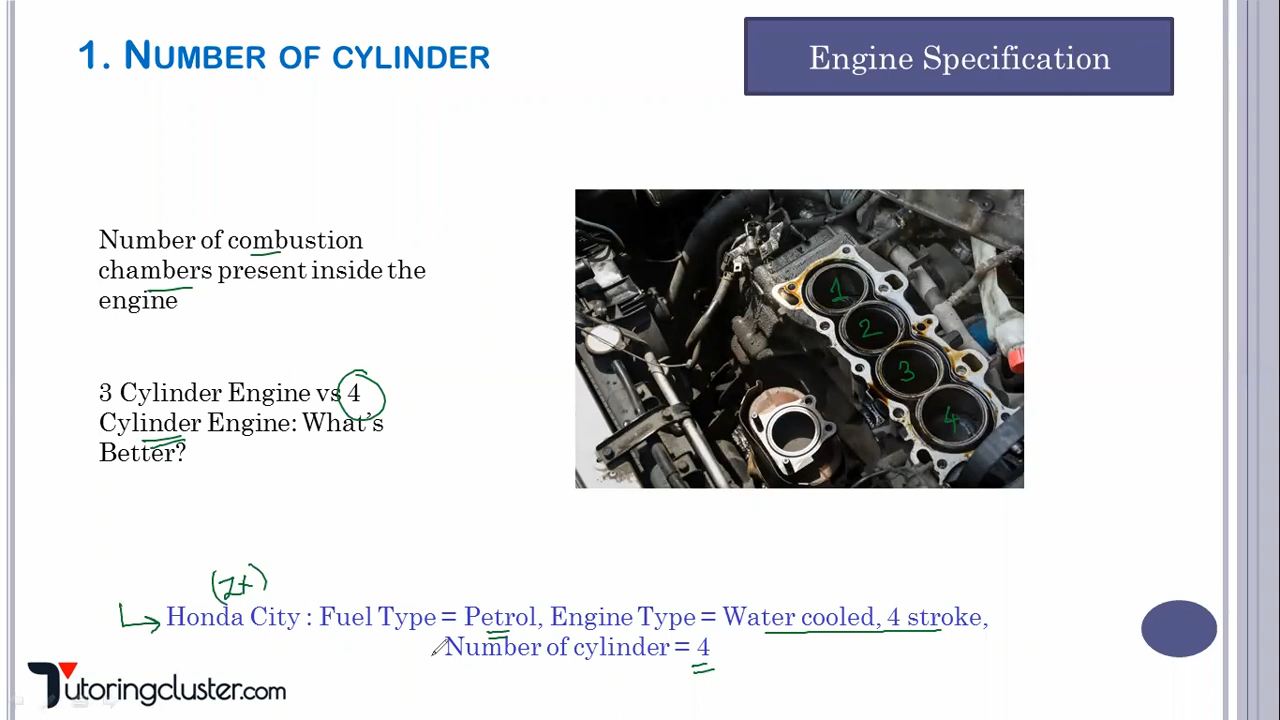 1. NUMBER OF CYLINDER
Engine Specification
Number of combustion
chambers present inside the
engine
1
2
3
4
3 Cylinder Engine vs 4
Cylinder Engine: What's
Better?
Honda City : Fuel Type = Petrol, Engine Type = Water cooled, 4 stroke,
Number of cylinder = 4
Tutoringcluster.com